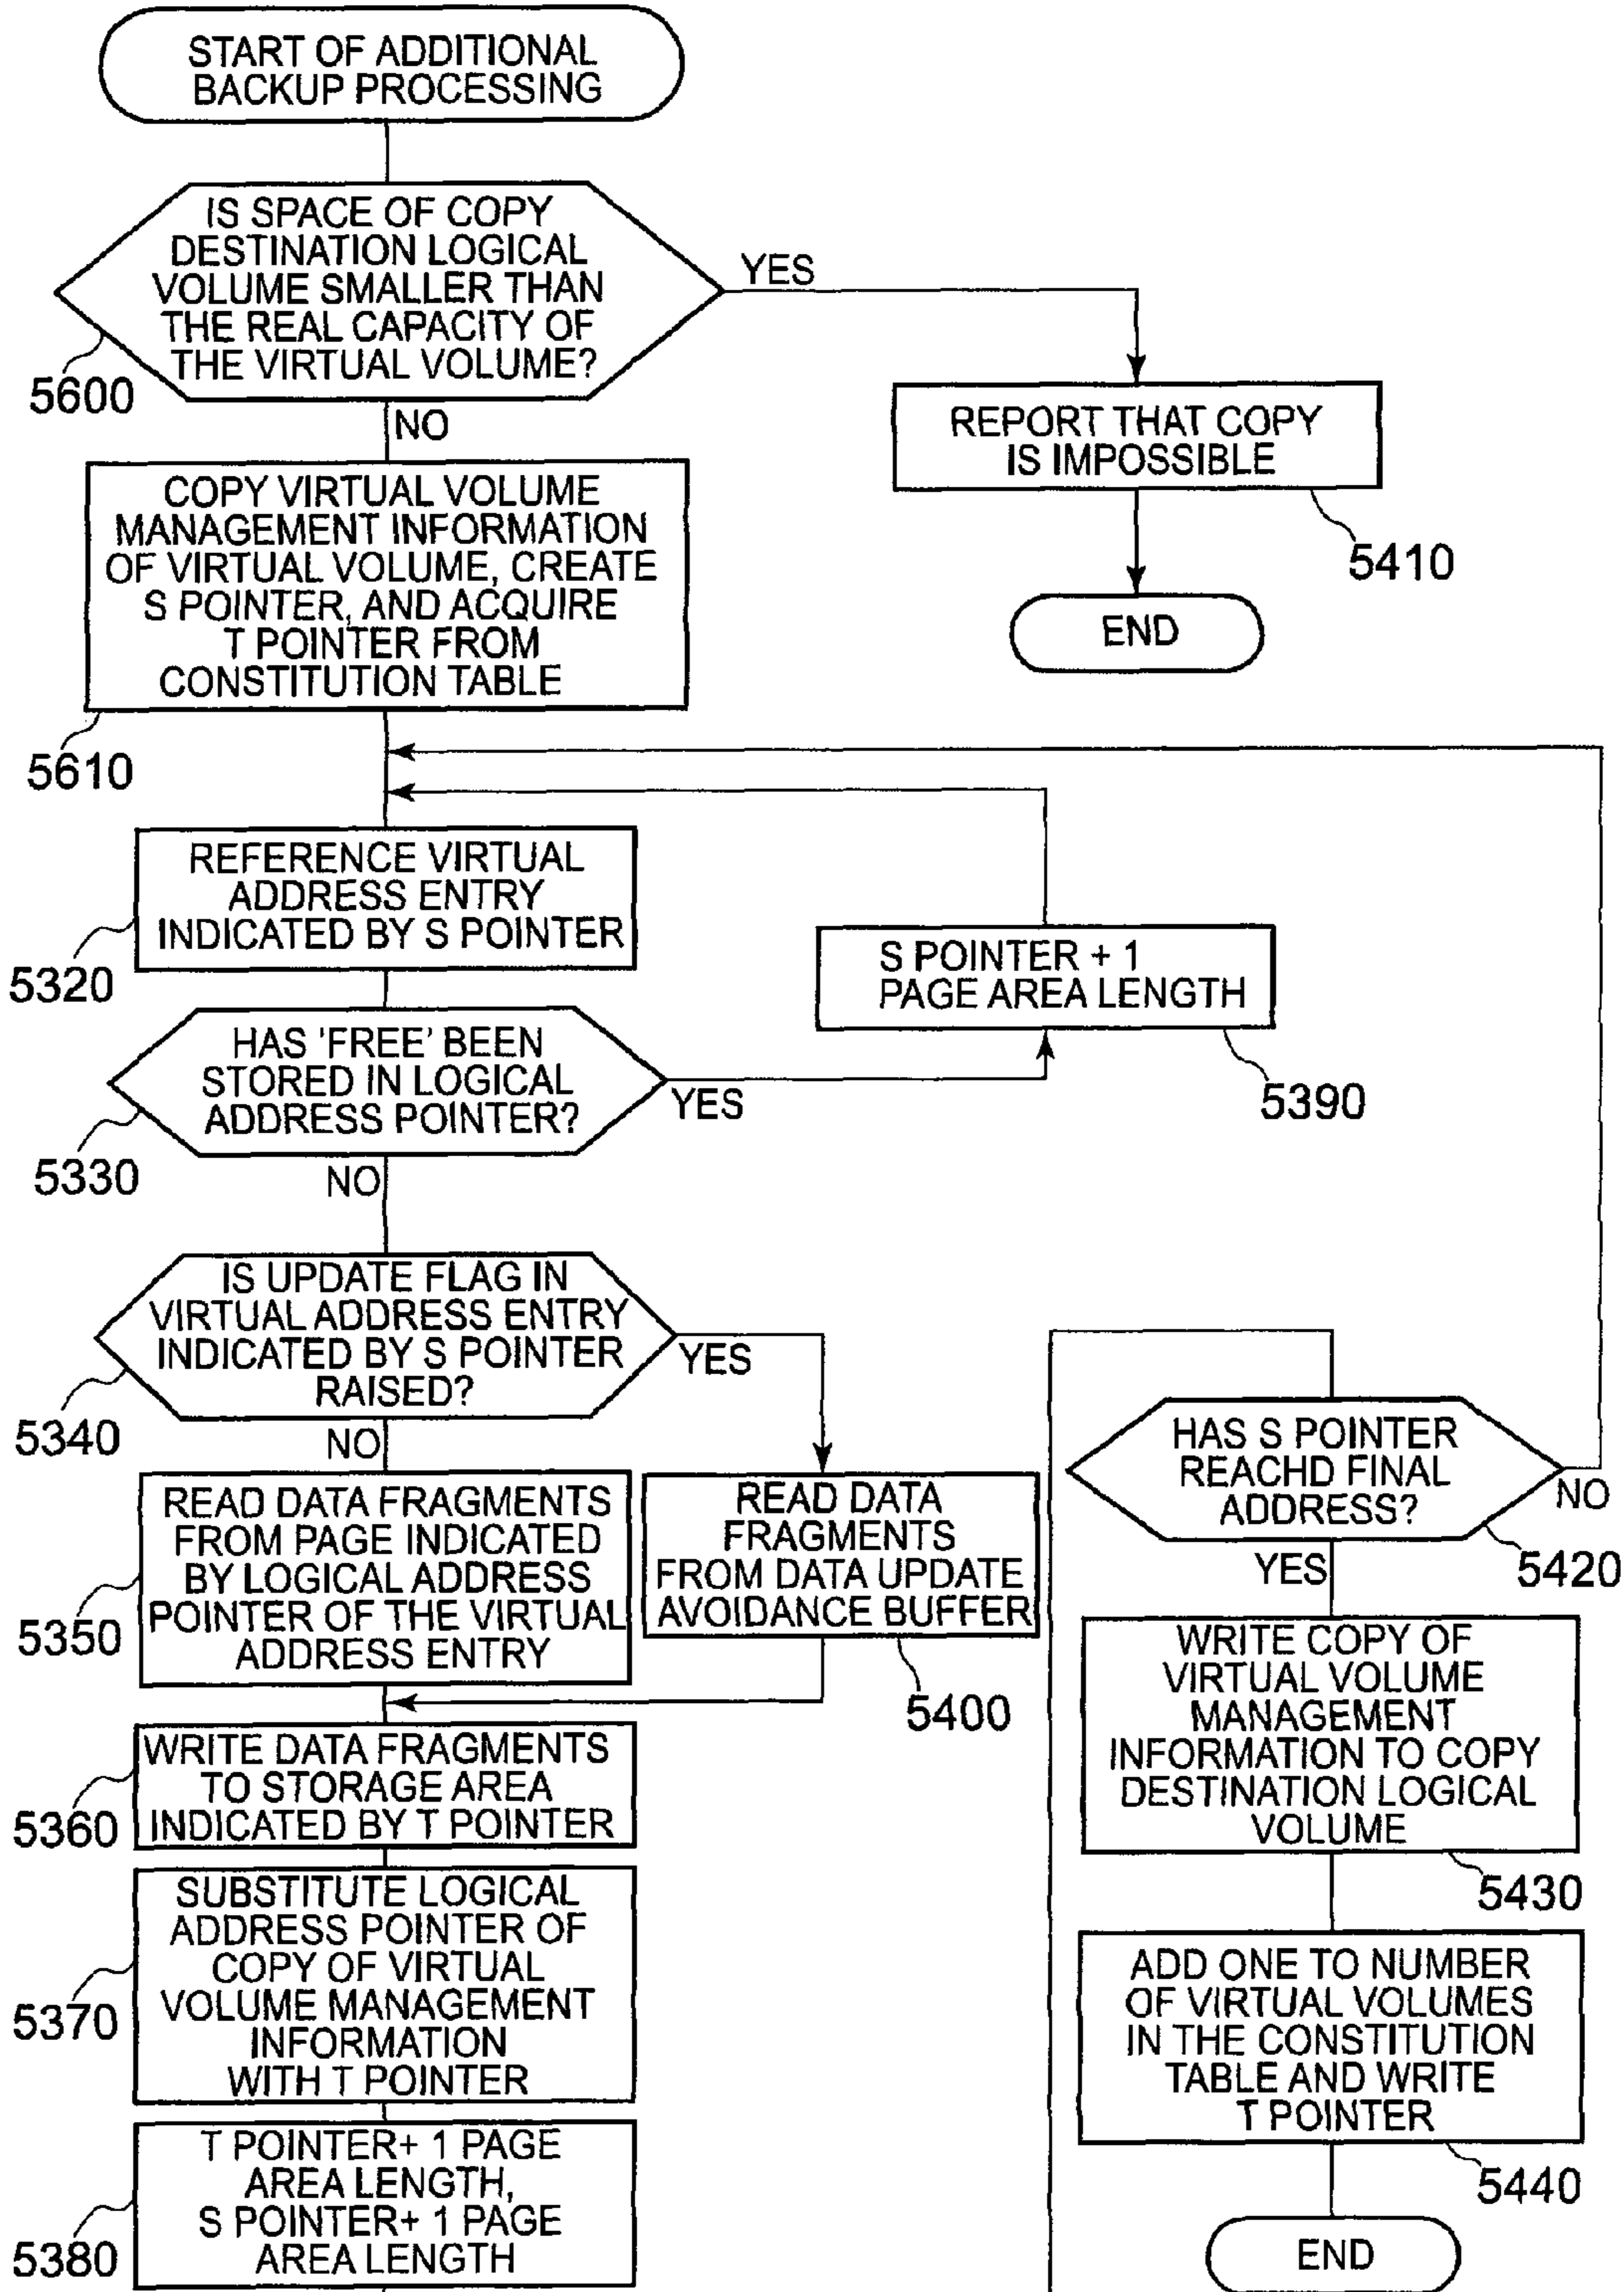 START OF ADDITIONAL
BACKUP PROCESSING
IS SPACE OF COPY
DESTINATION LOGICAL
VOLUME SMALLER THAN
THE REAL CAPACITY OF
THE VIRTUAL VOLUME?
YES
5600
NO
REPORT THAT COPY
IS IMPOSSIBLE
5410
END
COPY VIRTUAL VOLUME
MANAGEMENT INFORMATION
OF VIRTUAL VOLUME, CREATE
S POINTER, AND ACQUIRE
T POINTER FROM
CONSTITUTION TABLE
5610
REFERENCE VIRTUAL
ADDRESS ENTRY
INDICATED BY S POINTER
5320
S POINTER + 1
PAGE AREA LENGTH
5390
HAS 'FREE' BEEN
STORED IN LOGICAL
ADDRESS POINTER?
YES
5330
NO
IS UPDATE FLAG IN
VIRTUAL ADDRESS ENTRY
INDICATED BY S POINTER
RAISED?
YES
5340
NO
READ DATA FRAGMENTS
FROM PAGE INDICATED
BY LOGICAL ADDRESS
POINTER OF THE VIRTUAL
ADDRESS ENTRY
5350
READ DATA
FRAGMENTS
FROM DATA UPDATE
AVOIDANCE BUFFER
5400
WRITE DATA FRAGMENTS
TO STORAGE AREA
INDICATED BY T POINTER
5360
SUBSTITUTE LOGICAL
ADDRESS POINTER OF
COPY OF VIRTUAL
VOLUME MANAGEMENT
INFORMATION
WITH T POINTER
5370
T POINTER+ 1 PAGE
AREA LENGTH,
S POINTER+ 1 PAGE
AREA LENGTH
5380
HAS S POINTER
REACHD FINAL
ADDRESS?
NO
5420
YES
WRITE COPY OF
VIRTUAL VOLUME
MANAGEMENT
INFORMATION TO COPY
DESTINATION LOGICAL
VOLUME
5430
ADD ONE TO NUMBER
OF VIRTUAL VOLUMES
IN THE CONSTITUTION
TABLE AND WRITE
T POINTER
5440
END